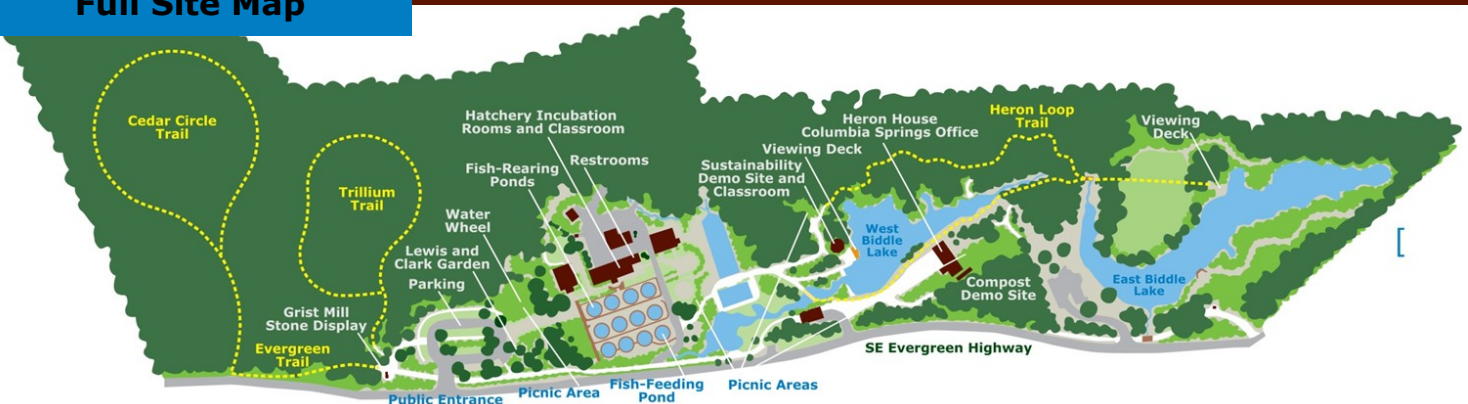 Full Site Map
Cedar Circle
Trail
Trillium
Trail
Evergreen
Trail
Grist Mill
Stone Display
Parking
Lewis and
Clark Garden
Water
Wheel
Fish-Rearing
Ponds
Hatchery Incubation
Rooms and Classroom
Restrooms
Public Entrance
Picnic Area
Fish-Feeding
Pond
Picnic Areas
Sustainability
Demo Site and
Classroom
Viewing Deck
Heron House
Columbia Springs Office
Heron Loop
Trail
Viewing
Deck
West
Biddle
Lake
Compost
Demo Site
East Biddle
Lake
SE Evergreen Highway
[